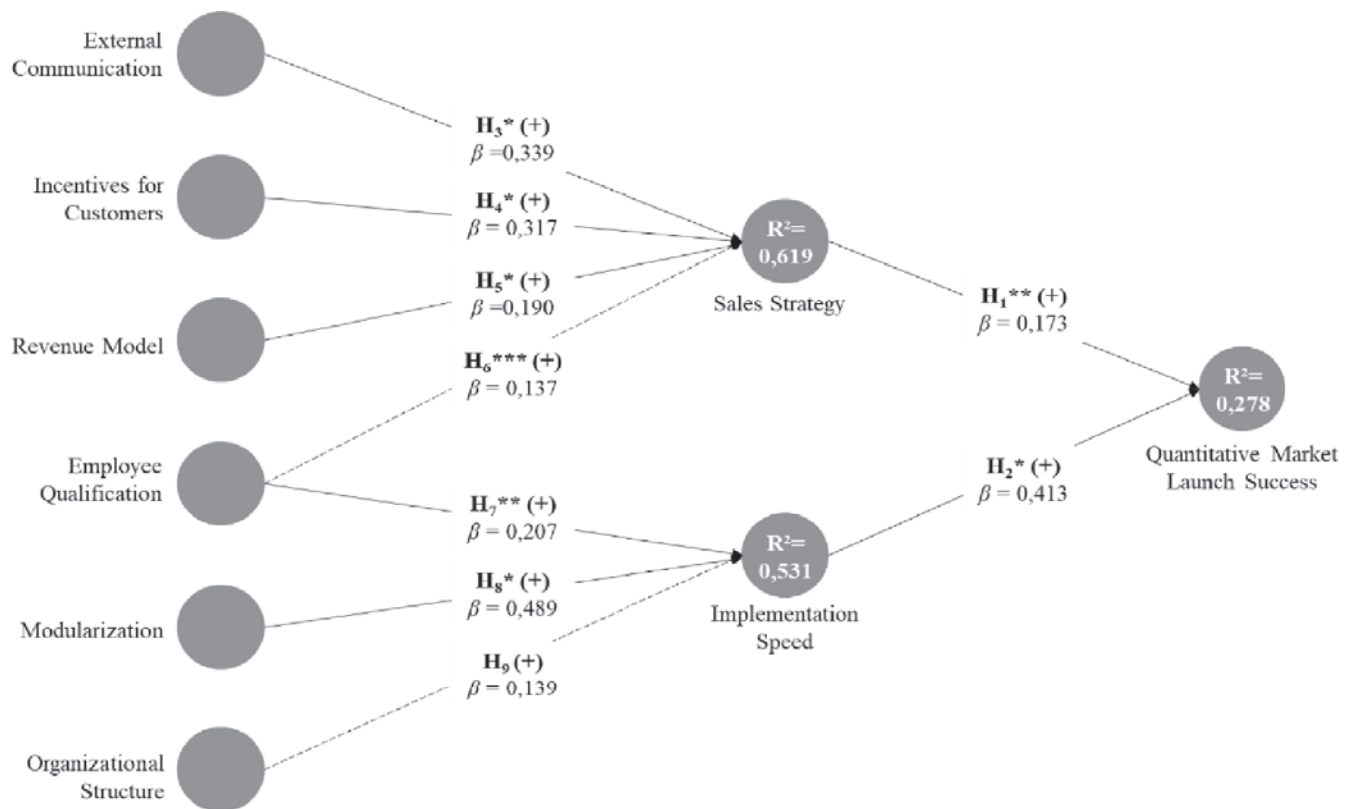 External
Communication
Incentives for
Customers
Revenue Model
Employee
Qualification
Modularization
Organizational
Structure
H₃* (+)
β =0,339
H₄* (+)
β = 0,317
H₅* (+)
β =0,190
H₆*** (+)
β = 0,137
H₇** (+)
β = 0,207
H₈* (+)
β = 0,489
H₉ (+)
β = 0,139
R²=
0,619
Sales Strategy
R²=
0,531
Implementation
Speed
H₁** (+)
β = 0,173
H₂* (+)
β = 0,413
R²=
0,278
Quantitative Market
Launch Success